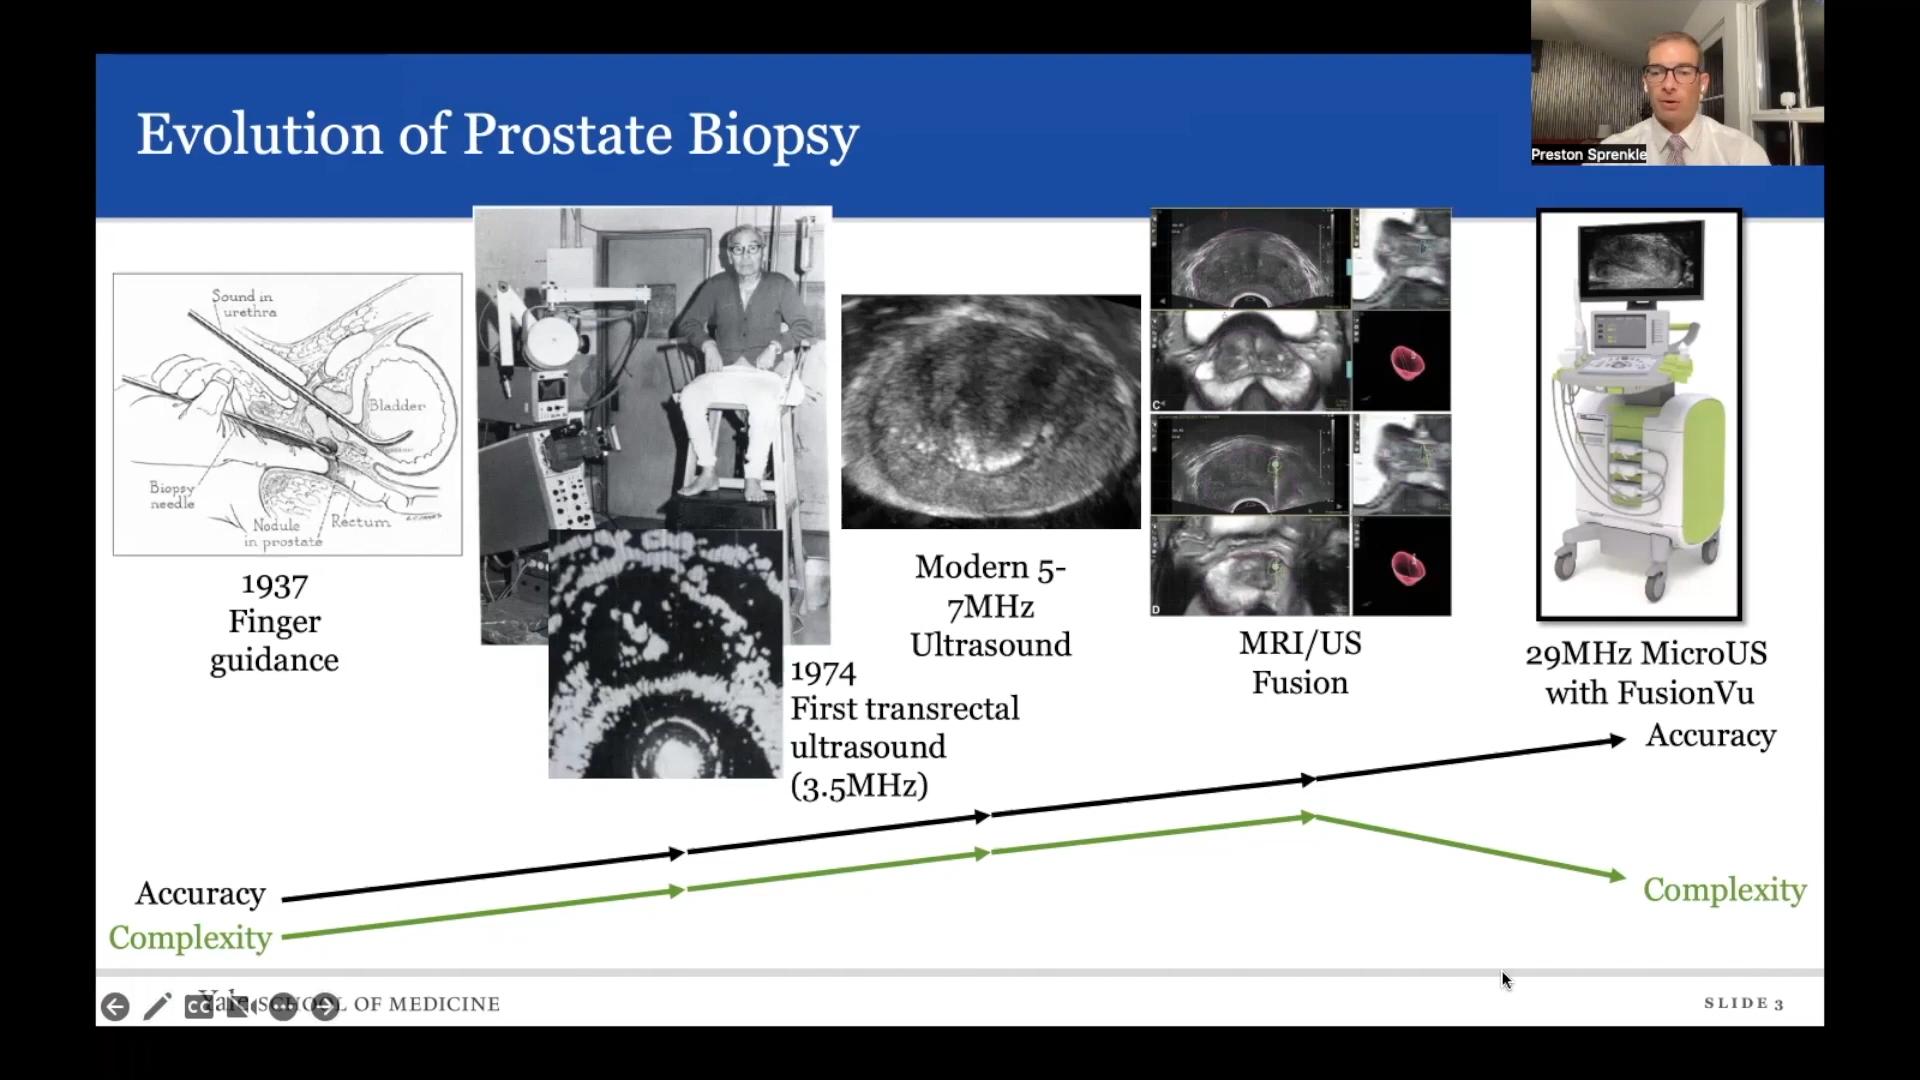 Evolution of Prostate Biopsy
Preston Sprenkle
Sound in
urethra
Bladder
Biopsy
needle
Nodule
in prostate
Rectum
1937
Finger
guidance
1974
First transrectal
ultrasound
(3.5MHz)
Modern 5-
7MHz
Ultrasound
C
D
MRI/US
Fusion
29MHz MicroUS
with FusionVu
Accuracy
Accuracy
Complexity
Complexity
CC
Yale SCHOOL OF MEDICINE
SLIDE 3